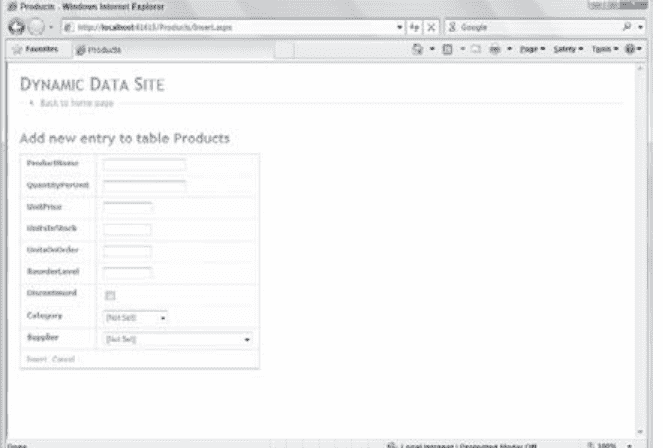 Products - Windows Internet Explorer
http://localhost:61615/Products/Insert.aspx
Google
Favorites Products Page Safety Tools
DYNAMIC DATA SITE
Back to home page
Add new entry to table Products
ProductName
QuantityPerUnit
UnitPrice
UnitsInStock
UnitsOnOrder
ReorderLevel
Discontinued
Category [Not Set]
Supplier [Not Set]
Insert Cancel
Done Local intranet | Protected Mode: Off 100%